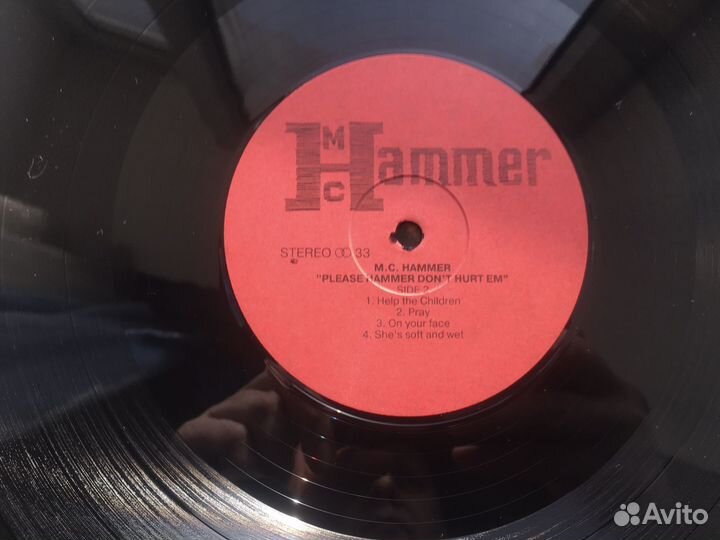 MC Hammer
STEREO 33
M.C. HAMMER
"PLEASE HAMMER DON'T HURT EM"
SIDE 2
1. Help the Children
2. Pray
3. On your face
4. She's soft and wet
Avito